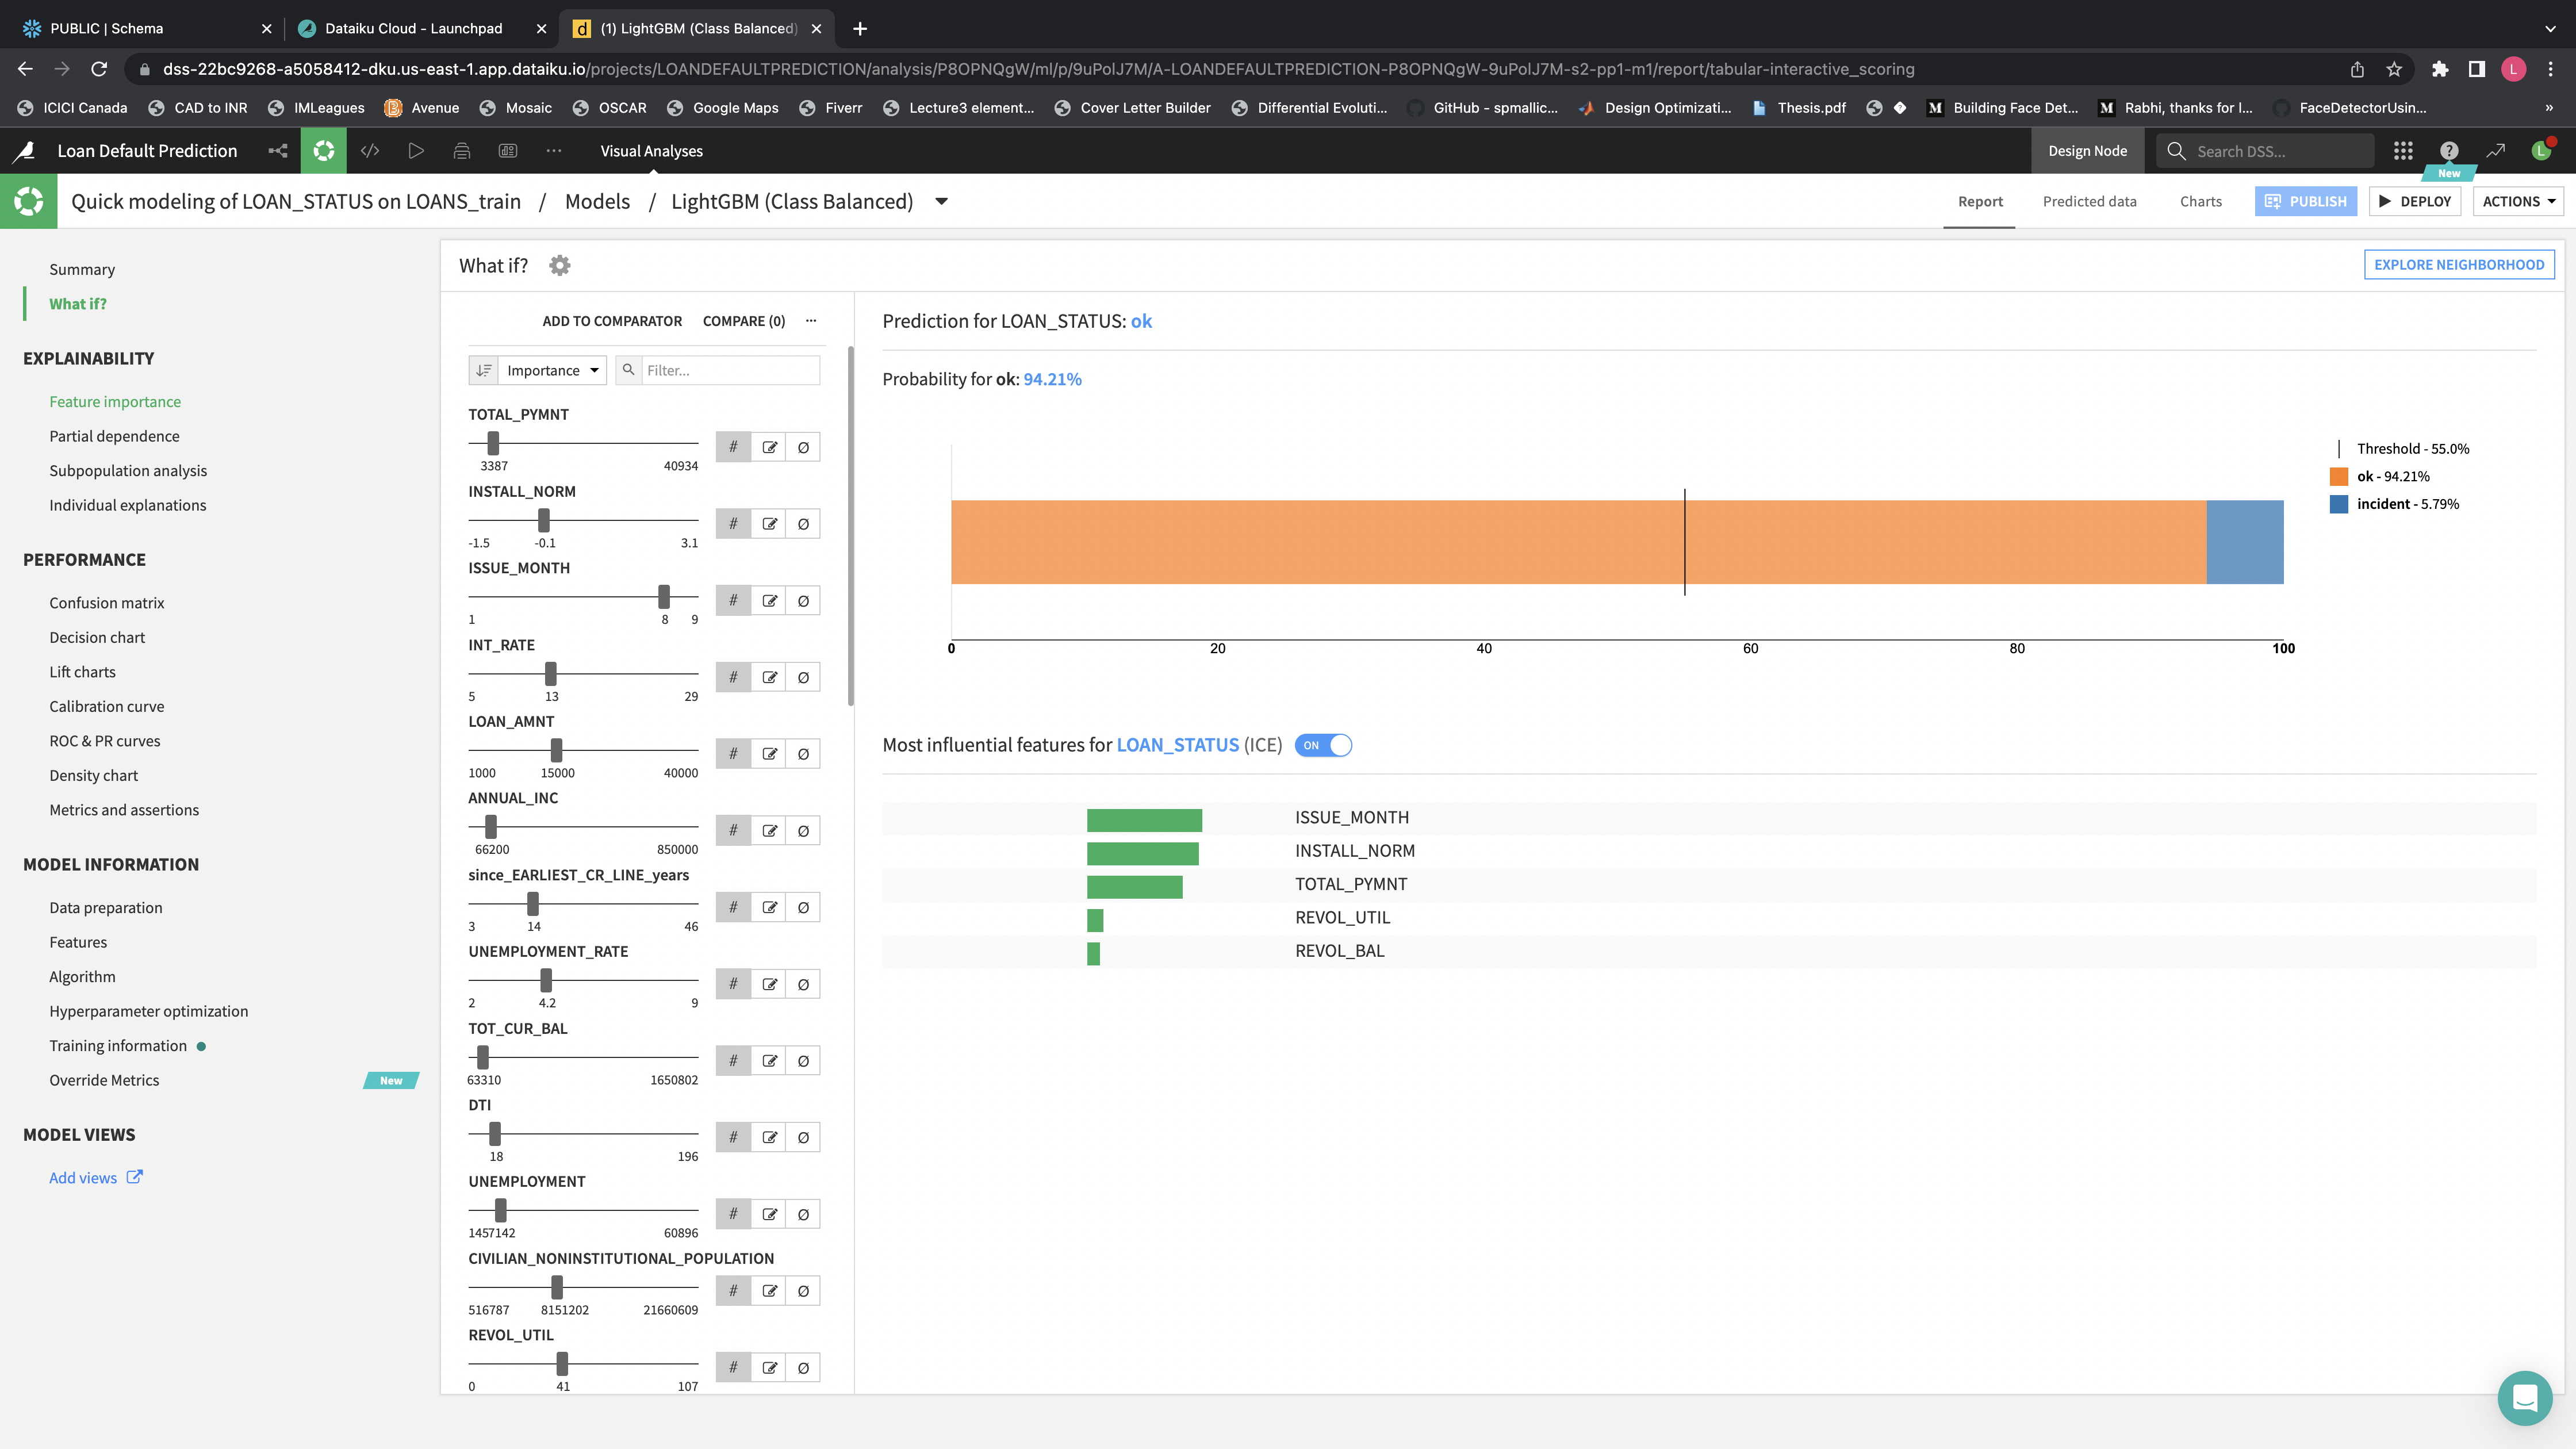 PUBLIC | Schema
Dataiku Cloud - Launchpad
d (1) LightGBM (Class Balanced)
dss-22bc9268-a5058412-dku.us-east-1.app.dataiku.io/projects/LOANDEFAULTPREDICTION/analysis/P8OPNQgW/ml/p/9uPolJ7M/A-LOANDEFAULTPREDICTION-P8OPNQgW-9uPolJ7M-s2-pp1-m1/report/tabular-interactive_scoring
L
ICICI Canada CAD to INR IMLeagues Avenue Mosaic OSCAR Google Maps Fiverr Lecture3 element... Cover Letter Builder Differential Evoluti... GitHub - spmallic... Design Optimizati... Thesis.pdf Building Face Det... Rabhi, thanks for l... FaceDetectorUsin... »
Loan Default Prediction
Visual Analyses
Design Node
Search DSS...
L
New
Quick modeling of LOAN_STATUS on LOANS_train / Models / LightGBM (Class Balanced)
Report Predicted data Charts PUBLISH DEPLOY ACTIONS
Summary
What if?
EXPLAINABILITY
Feature importance
Partial dependence
Subpopulation analysis
Individual explanations
PERFORMANCE
Confusion matrix
Decision chart
Lift charts
Calibration curve
ROC & PR curves
Density chart
Metrics and assertions
MODEL INFORMATION
Data preparation
Features
Algorithm
Hyperparameter optimization
Training information
Override Metrics New
MODEL VIEWS
Add views
What if?
EXPLORE NEIGHBORHOOD
ADD TO COMPARATOR COMPARE (0) ...
Importance Filter...
TOTAL_PYMNT
# Ø
3387 40934
INSTALL_NORM
# Ø
-1.5 -0.1 3.1
ISSUE_MONTH
# Ø
1 8 9
INT_RATE
# Ø
5 13 29
LOAN_AMNT
# Ø
1000 15000 40000
ANNUAL_INC
# Ø
66200 850000
since_EARLIEST_CR_LINE_years
# Ø
3 14 46
UNEMPLOYMENT_RATE
# Ø
2 4.2 9
TOT_CUR_BAL
# Ø
63310 1650802
DTI
# Ø
18 196
UNEMPLOYMENT
# Ø
1457142 60896
CIVILIAN_NONINSTITUTIONAL_POPULATION
# Ø
516787 8151202 21660609
REVOL_UTIL
# Ø
0 41 107
Prediction for LOAN_STATUS: ok
Probability for ok: 94.21%
Threshold - 55.0%
ok - 94.21%
incident - 5.79%
0 20 40 60 80 100
Most influential features for LOAN_STATUS (ICE) ON
ISSUE_MONTH
INSTALL_NORM
TOTAL_PYMNT
REVOL_UTIL
REVOL_BAL